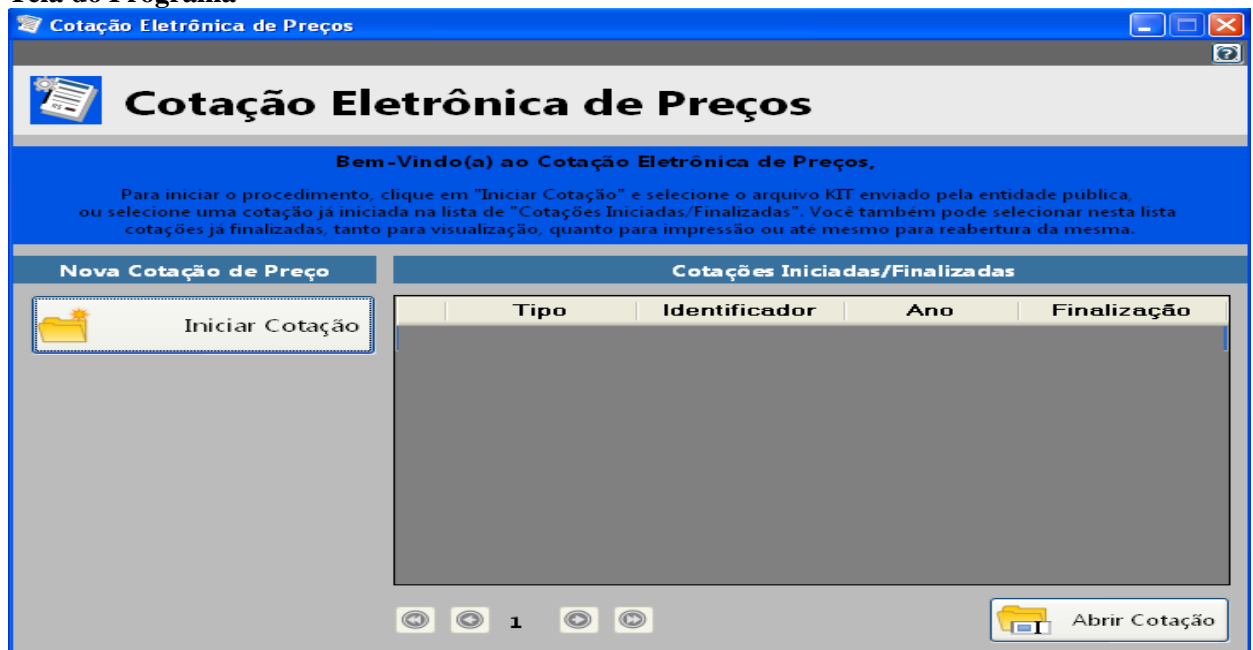 Tela do Programa
Cotação Eletrônica de Preços
Cotação Eletrônica de Preços
Bem-Vindo(a) ao Cotação Eletrônica de Preços,
Para iniciar o procedimento, clique em "Iniciar Cotação" e selecione o arquivo KIT enviado pela entidade pública,
ou selecione uma cotação já iniciada na lista de "Cotações Iniciadas/Finalizadas". Você também pode selecionar nesta lista
cotações já finalizadas, tanto para visualização, quanto para impressão ou até mesmo para reabertura da mesma.
Nova Cotação de Preço
Cotações Iniciadas/Finalizadas
Iniciar Cotação
Tipo Identificador Ano Finalização
1
Abrir Cotação